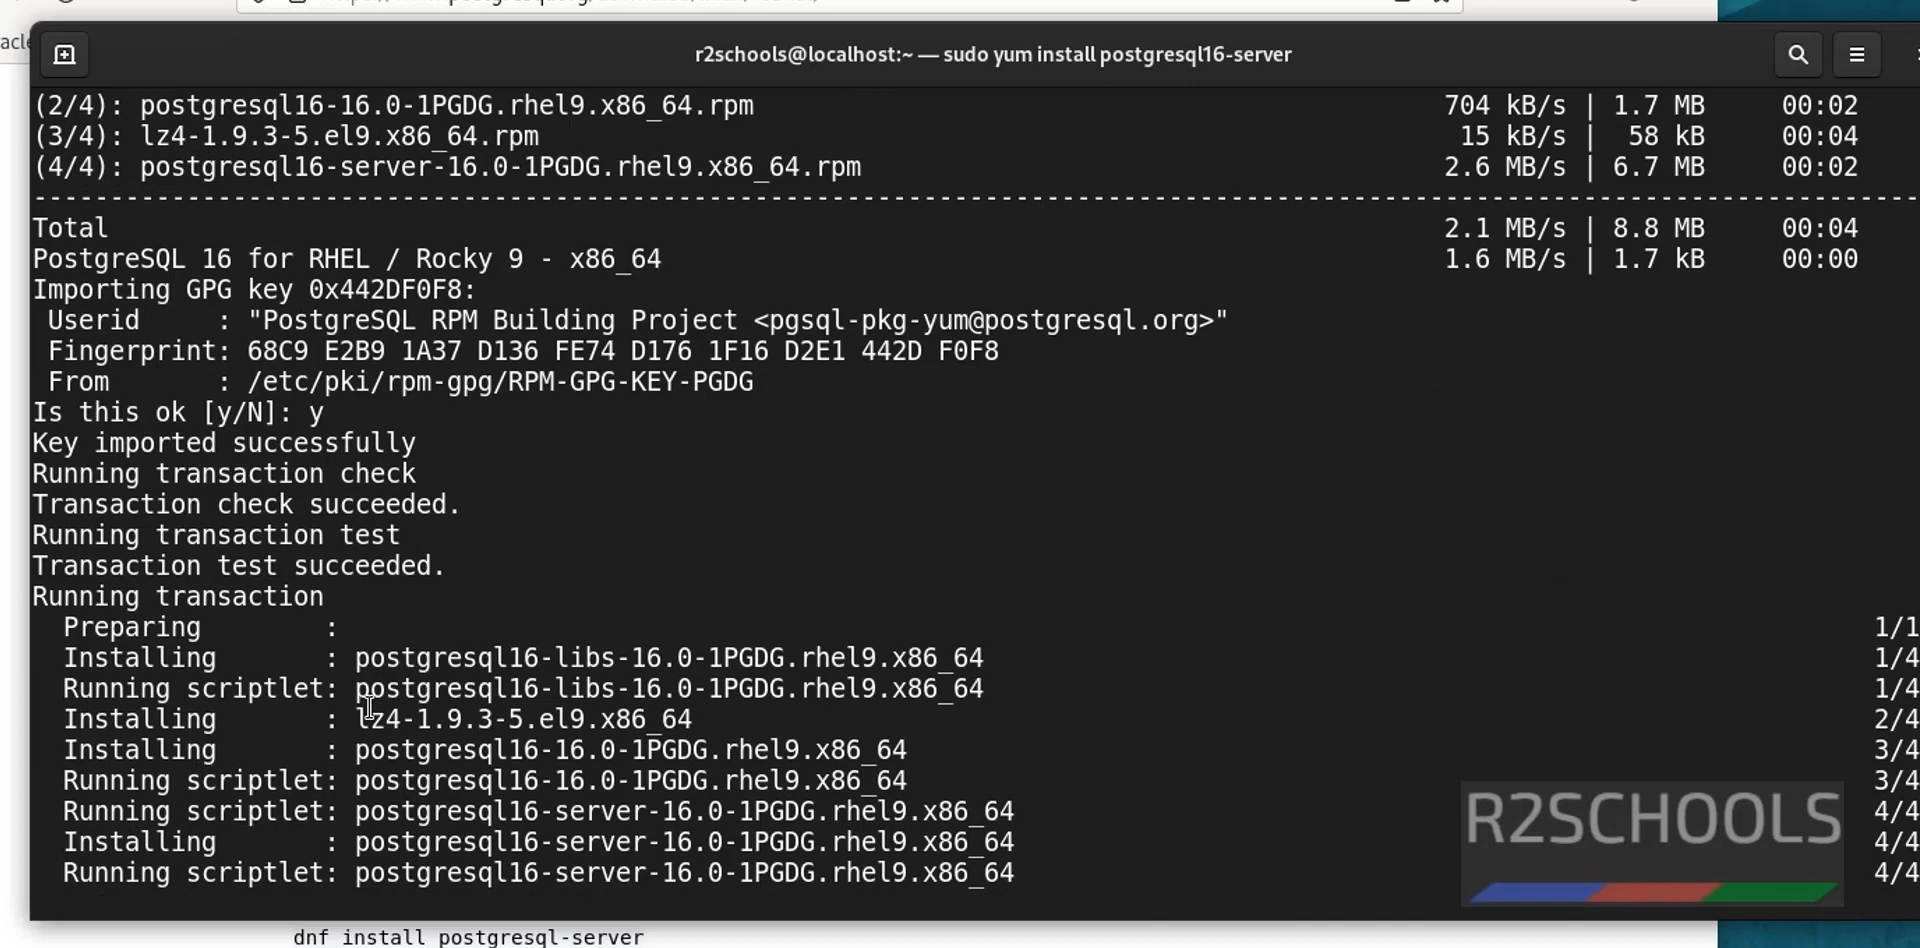 acle
r2schools@localhost:~ — sudo yum install postgresql16-server
(2/4): postgresql16-16.0-1PGDG.rhel9.x86_64.rpm 704 kB/s | 1.7 MB 00:02
(3/4): lz4-1.9.3-5.el9.x86_64.rpm 15 kB/s | 58 kB 00:04
(4/4): postgresql16-server-16.0-1PGDG.rhel9.x86_64.rpm 2.6 MB/s | 6.7 MB 00:02
--------------------------------------------------------------------------------
Total 2.1 MB/s | 8.8 MB 00:04
PostgreSQL 16 for RHEL / Rocky 9 - x86_64 1.6 MB/s | 1.7 kB 00:00
Importing GPG key 0x442DF0F8:
Userid : "PostgreSQL RPM Building Project <pgsql-pkg-yum@postgresql.org>"
Fingerprint: 68C9 E2B9 1A37 D136 FE74 D176 1F16 D2E1 442D F0F8
From : /etc/pki/rpm-gpg/RPM-GPG-KEY-PGDG
Is this ok [y/N]: y
Key imported successfully
Running transaction check
Transaction check succeeded.
Running transaction test
Transaction test succeeded.
Running transaction
Preparing : 1/1
Installing : postgresql16-libs-16.0-1PGDG.rhel9.x86_64 1/4
Running scriptlet: postgresql16-libs-16.0-1PGDG.rhel9.x86_64 1/4
Installing : lz4-1.9.3-5.el9.x86_64 2/4
Installing : postgresql16-16.0-1PGDG.rhel9.x86_64 3/4
Running scriptlet: postgresql16-16.0-1PGDG.rhel9.x86_64 3/4
Running scriptlet: postgresql16-server-16.0-1PGDG.rhel9.x86_64 4/4
Installing : postgresql16-server-16.0-1PGDG.rhel9.x86_64 4/4
Running scriptlet: postgresql16-server-16.0-1PGDG.rhel9.x86_64 4/4
R2SCHOOLS
dnf install postgresql-server